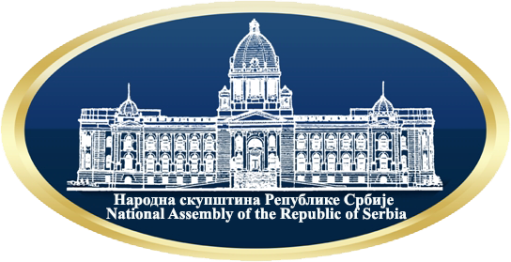 Народна скупштина Републике Србије
National Assembly of the Republic of Serbia